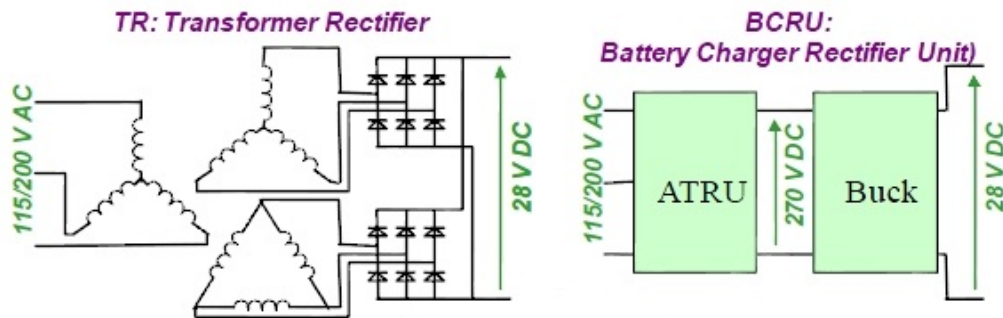 TR: Transformer Rectifier
115/200 V AC
28 V DC
BCRU:
Battery Charger Rectifier Unit)
115/200 V AC
ATRU
270 V DC
Buck
28 V DC